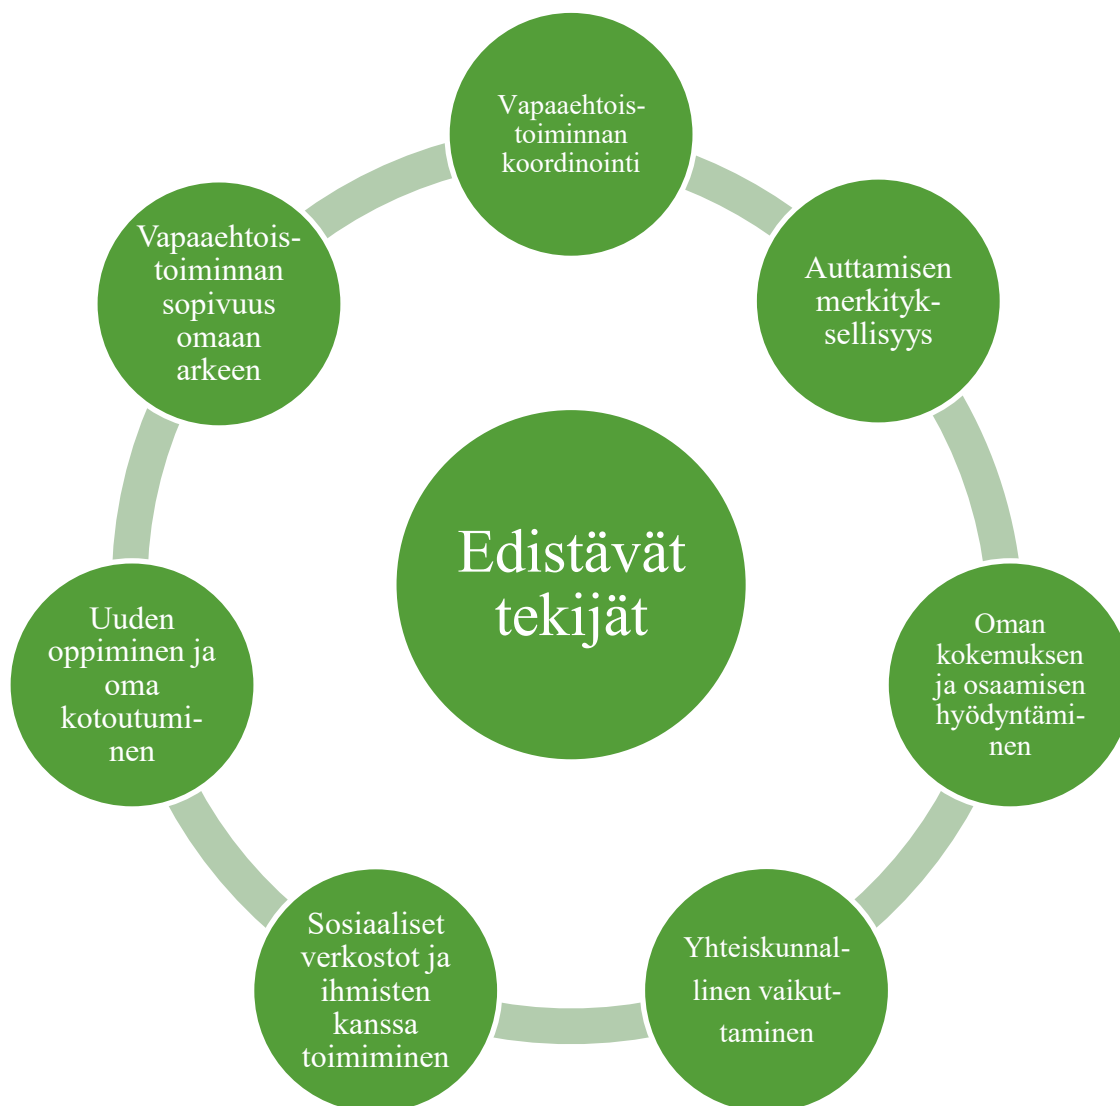 Vapaaehtois-
toiminnan
koordinointi
Auttamisen
merkityk-
sellisyys
Oman
kokemuksen
ja osaamisen
hyödyntämi-
nen
Yhteiskunnal-
linen vaikut-
taminen
Sosiaaliset
verkostot ja
ihmisten
kanssa
toimiminen
Uuden
oppiminen ja
oma
kotoutumi-
nen
Vapaaehtois-
toiminnan
sopivuus
omaan
arkeen
Edistävät
tekijät